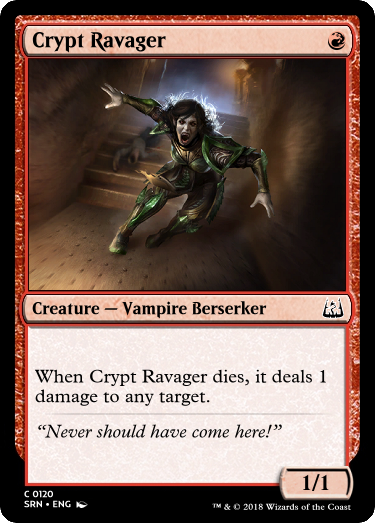 Crypt Ravager
Creature — Vampire Berserker
When Crypt Ravager dies, it deals 1
damage to any target.
“Never should have come here!”
1/1
C 0120
SRN • ENG
™ & © 2018 Wizards of the Coast